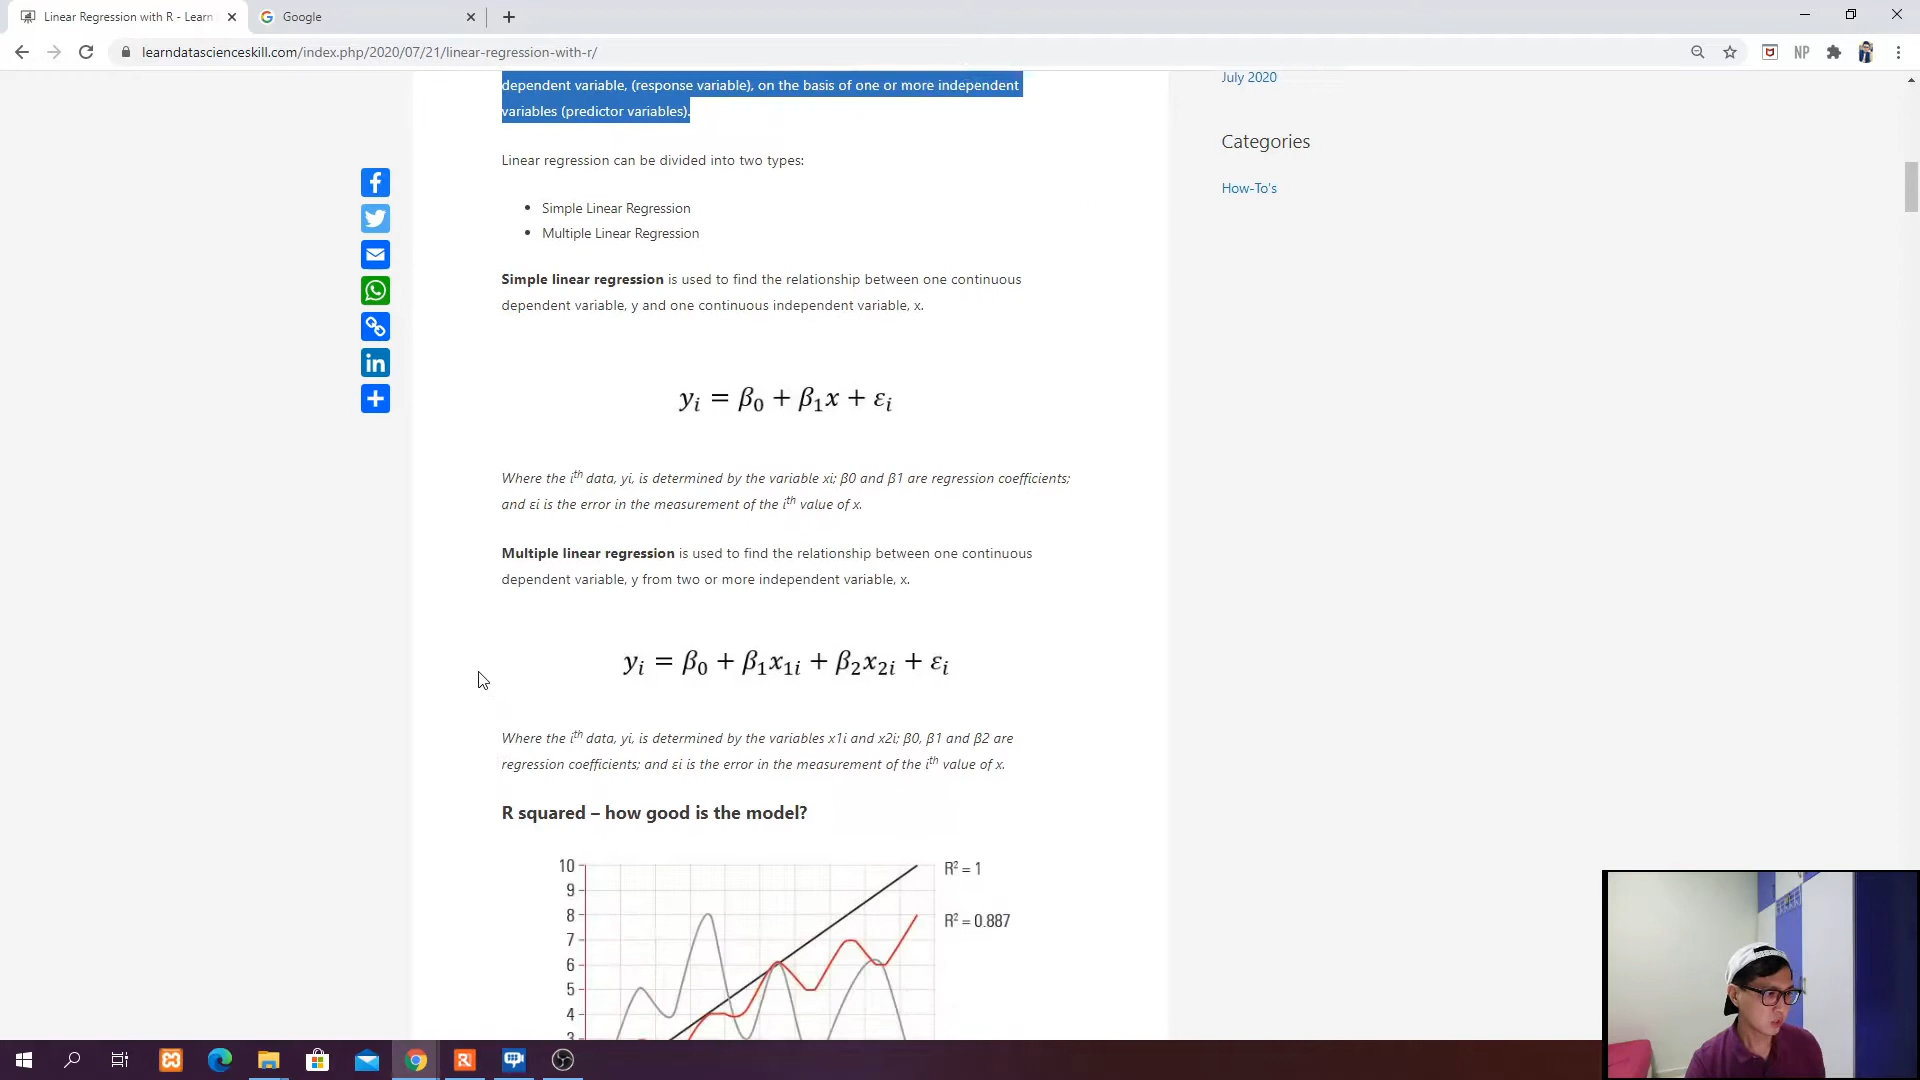 Linear Regression with R - Learn
Google
learndatascienceskill.com/index.php/2020/07/21/linear-regression-with-r/
NP
dependent variable, (response variable), on the basis of one or more independent
variables (predictor variables).
Linear regression can be divided into two types:
• Simple Linear Regression
• Multiple Linear Regression
Simple linear regression is used to find the relationship between one continuous
dependent variable, y and one continuous independent variable, x.
yᵢ = β₀ + β₁x + εᵢ
Where the iᵗʰ data, yi, is determined by the variable xi; β0 and β1 are regression coefficients;
and εi is the error in the measurement of the iᵗʰ value of x.
Multiple linear regression is used to find the relationship between one continuous
dependent variable, y from two or more independent variable, x.
yᵢ = β₀ + β₁x₁ᵢ + β₂x₂ᵢ + εᵢ
Where the iᵗʰ data, yi, is determined by the variables x1i and x2i; β0, β1 and β2 are
regression coefficients; and εi is the error in the measurement of the iᵗʰ value of x.
R squared – how good is the model?
10
9
8
7
6
5
4
3
R² = 1
R² = 0.887
July 2020
Categories
How-To's